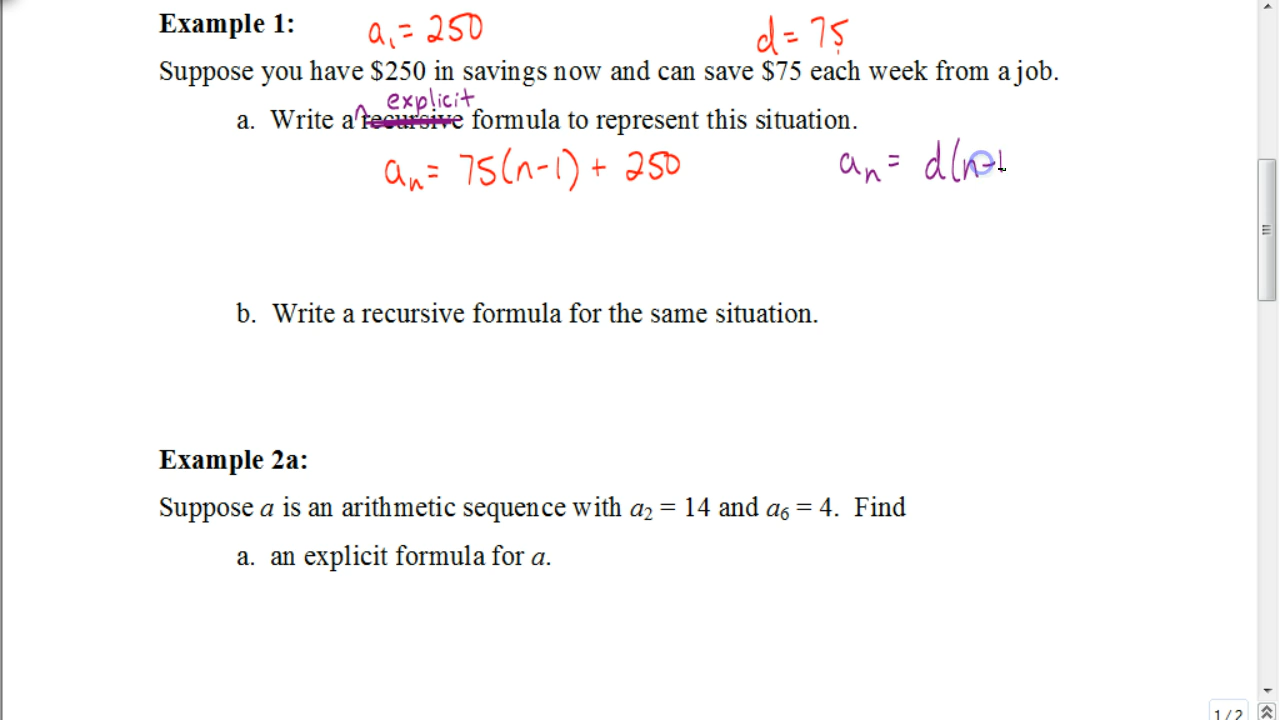 Example 1: a₁ = 250 d = 75
Suppose you have $250 in savings now and can save $75 each week from a job.
explicit
a. Write a recursive formula to represent this situation.
aₙ = 75(n-1) + 250 aₙ = d(n-1
b. Write a recursive formula for the same situation.
Example 2a:
Suppose a is an arithmetic sequence with a₂ = 14 and a₆ = 4. Find
a. an explicit formula for a.
1/2